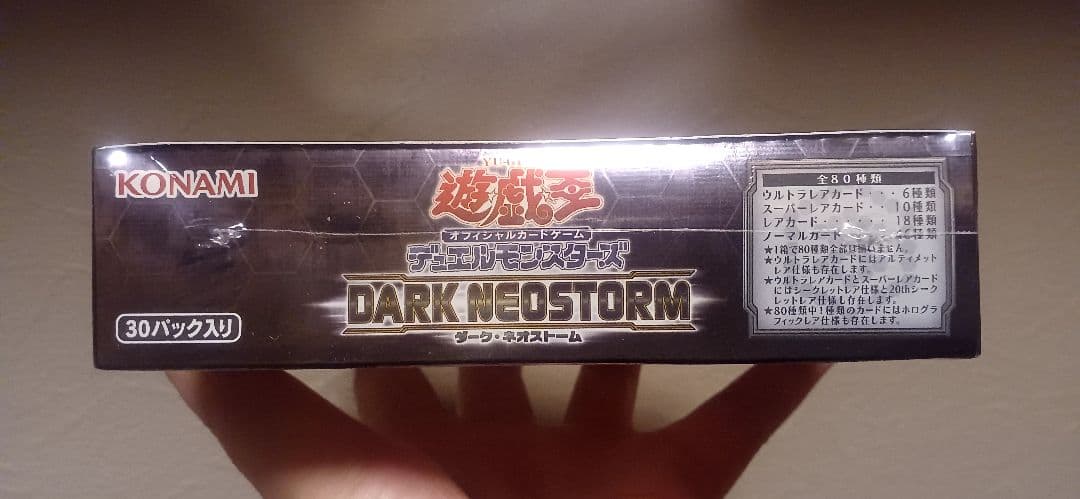 KONAMI
遊戯王
オフィシャルカードゲーム
デュエルモンスターズ
DARK NEOSTORM
ダーク・ネオストーム
30パック入り
全80種類
ウルトラレアカード・・・6種類
スーパーレアカード・・・10種類
レアカード・・・・・・18種類
ノーマルカード
種類
★1箱で80種類全部は揃いません。
★ウルトラレアカードにはアルティメット
レア仕様も存在します。
★ウルトラレアカードとスーパーレアカード
にはシークレットレア仕様と20thシーク
レットレア仕様も存在します。
★80種類中1種類のカードにはホログラ
フィックレア仕様も存在します。